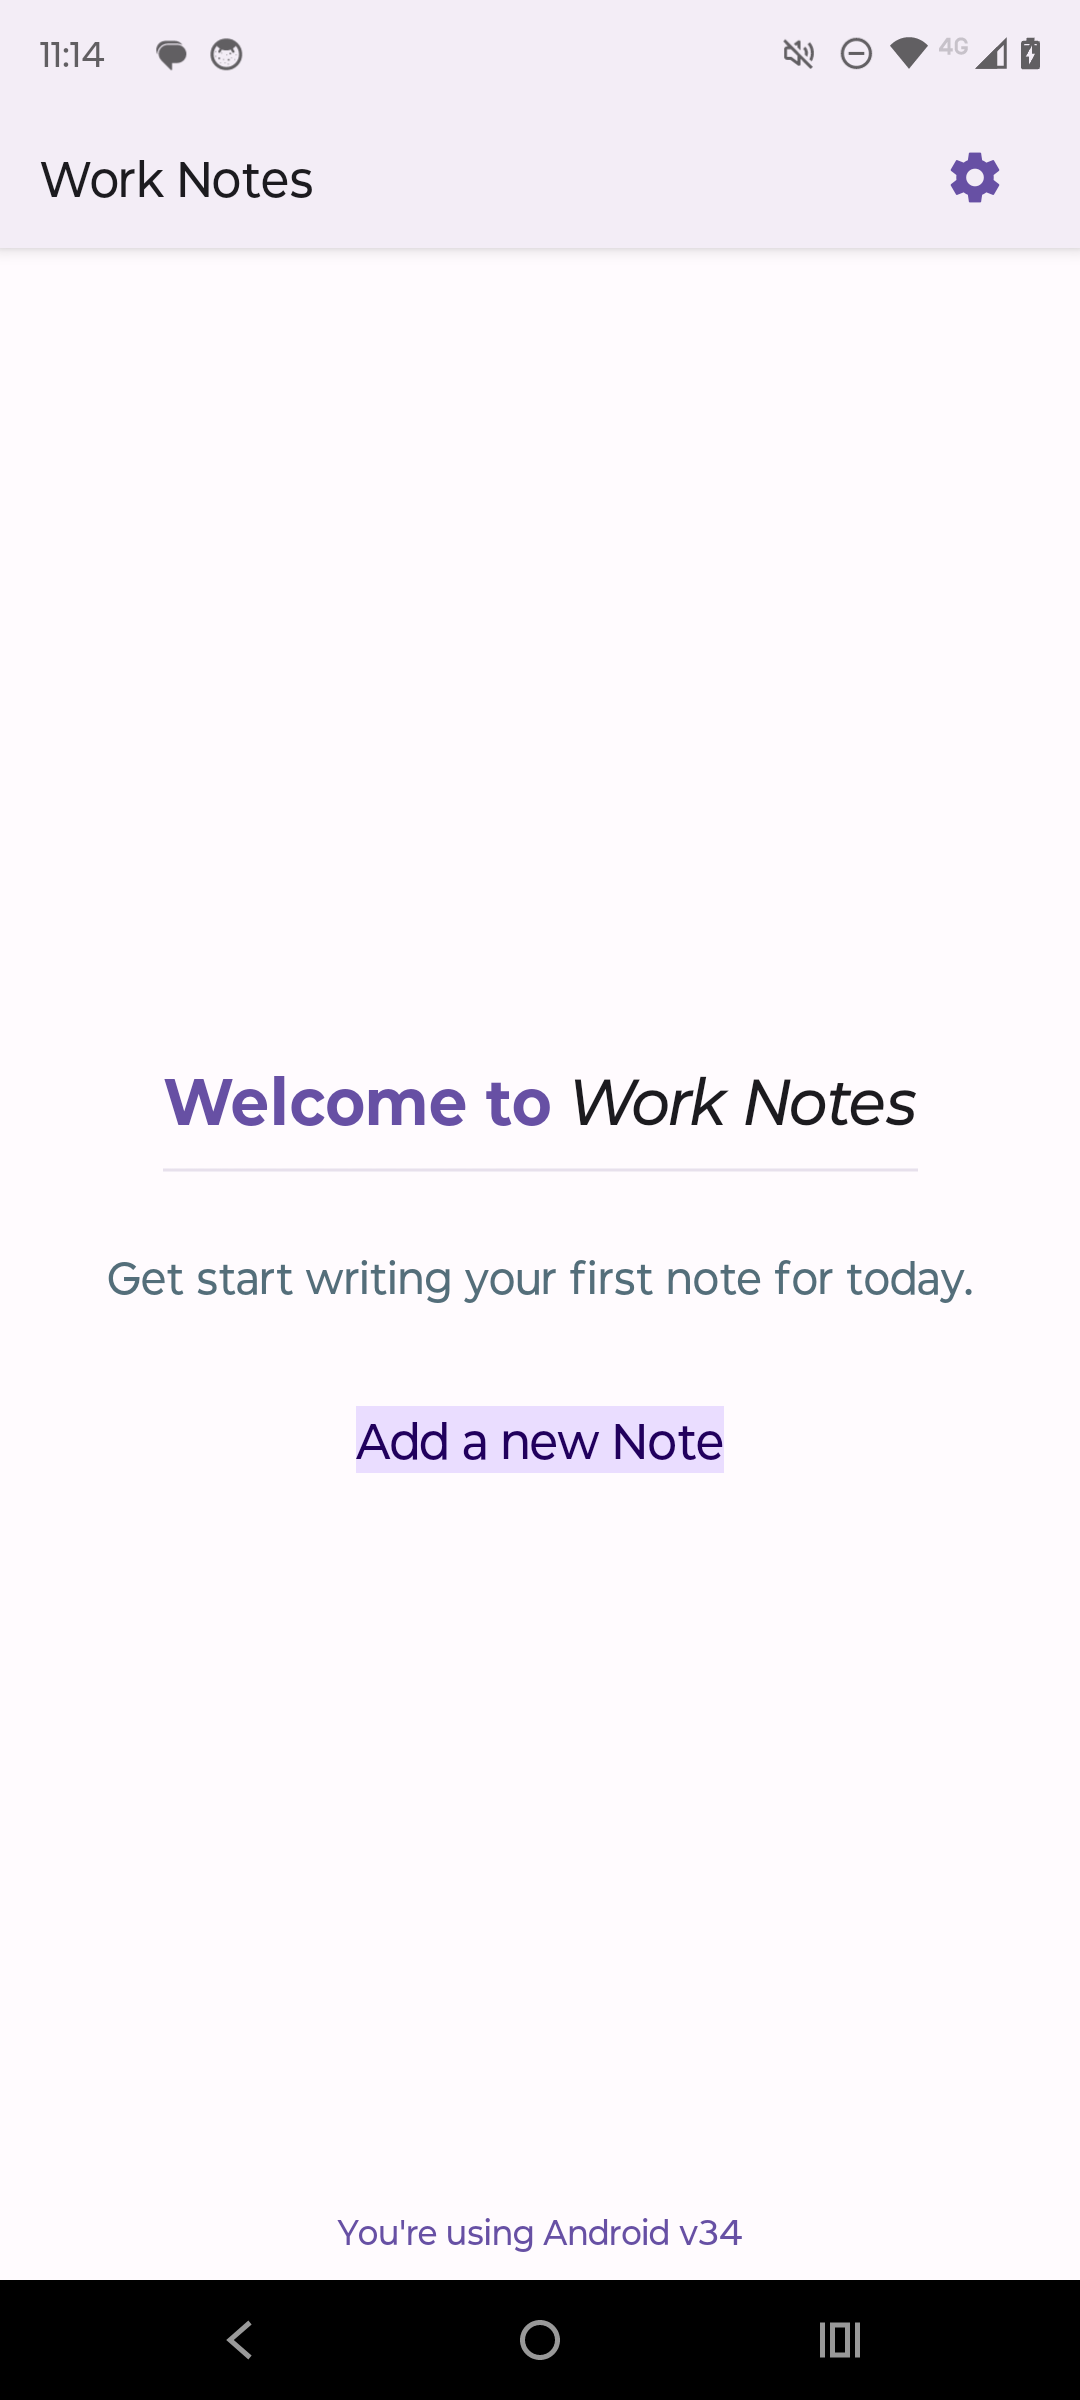 11:14
4G
Work Notes
Welcome to Work Notes
Get start writing your first note for today.
Add a new Note
You're using Android v34